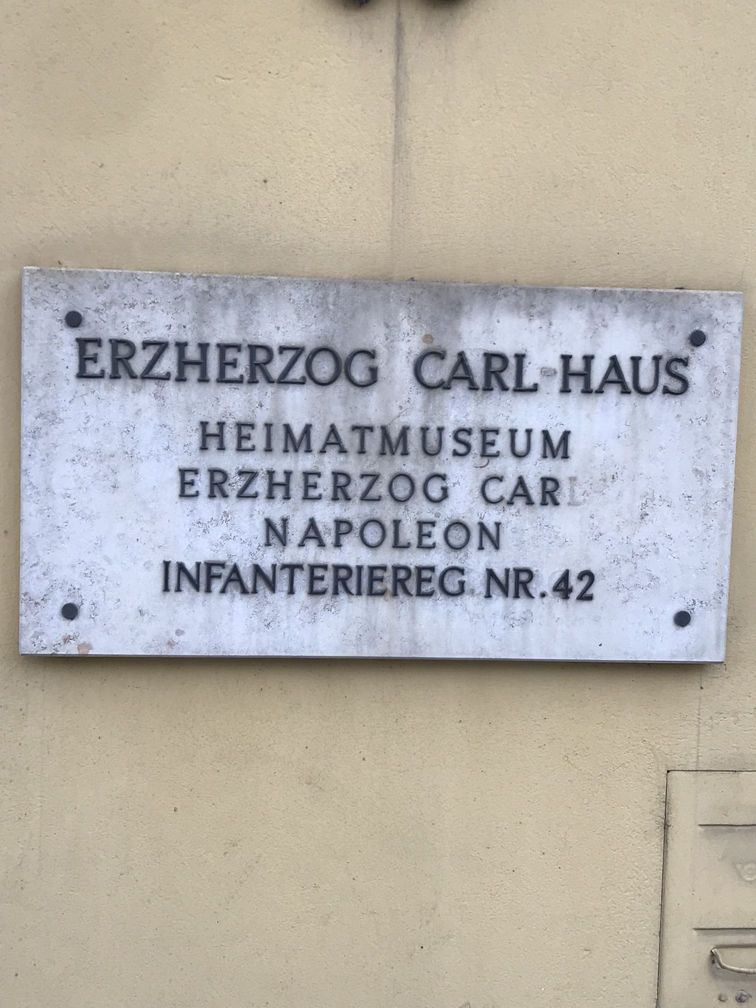 ERZHERZOG CARL-HAUS
HEIMATMUSEUM
ERZHERZOG CARL
NAPOLEON
INFANTERIEREG NR. 42